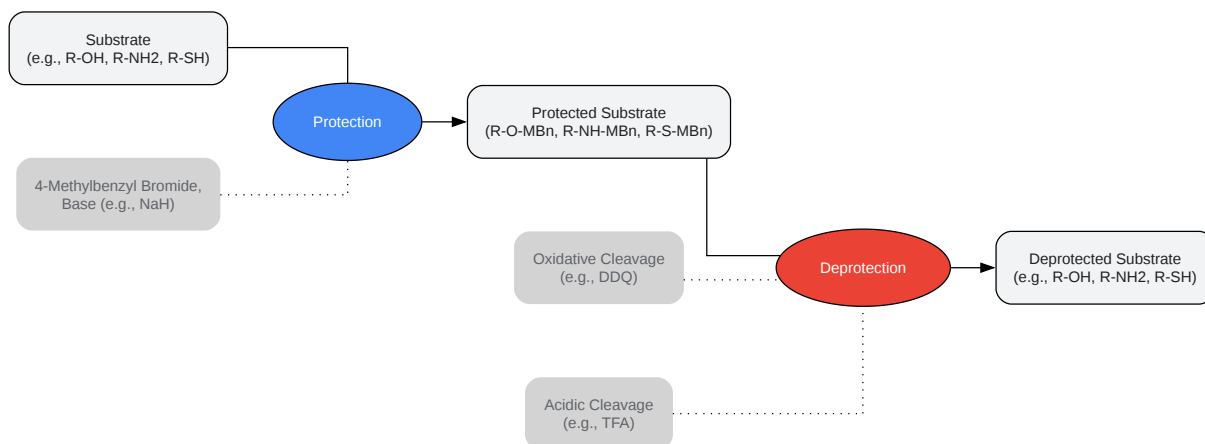 Substrate
(e.g., R-OH, R-NH2, R-SH)
Protection
Protected Substrate
(R-O-MBn, R-NH-MBn, R-S-MBn)
4-Methylbenzyl Bromide,
Base (e.g., NaH)
Oxidative Cleavage
(e.g., DDQ)
Deprotection
Deprotected Substrate
(e.g., R-OH, R-NH2, R-SH)
Acidic Cleavage
(e.g., TFA)